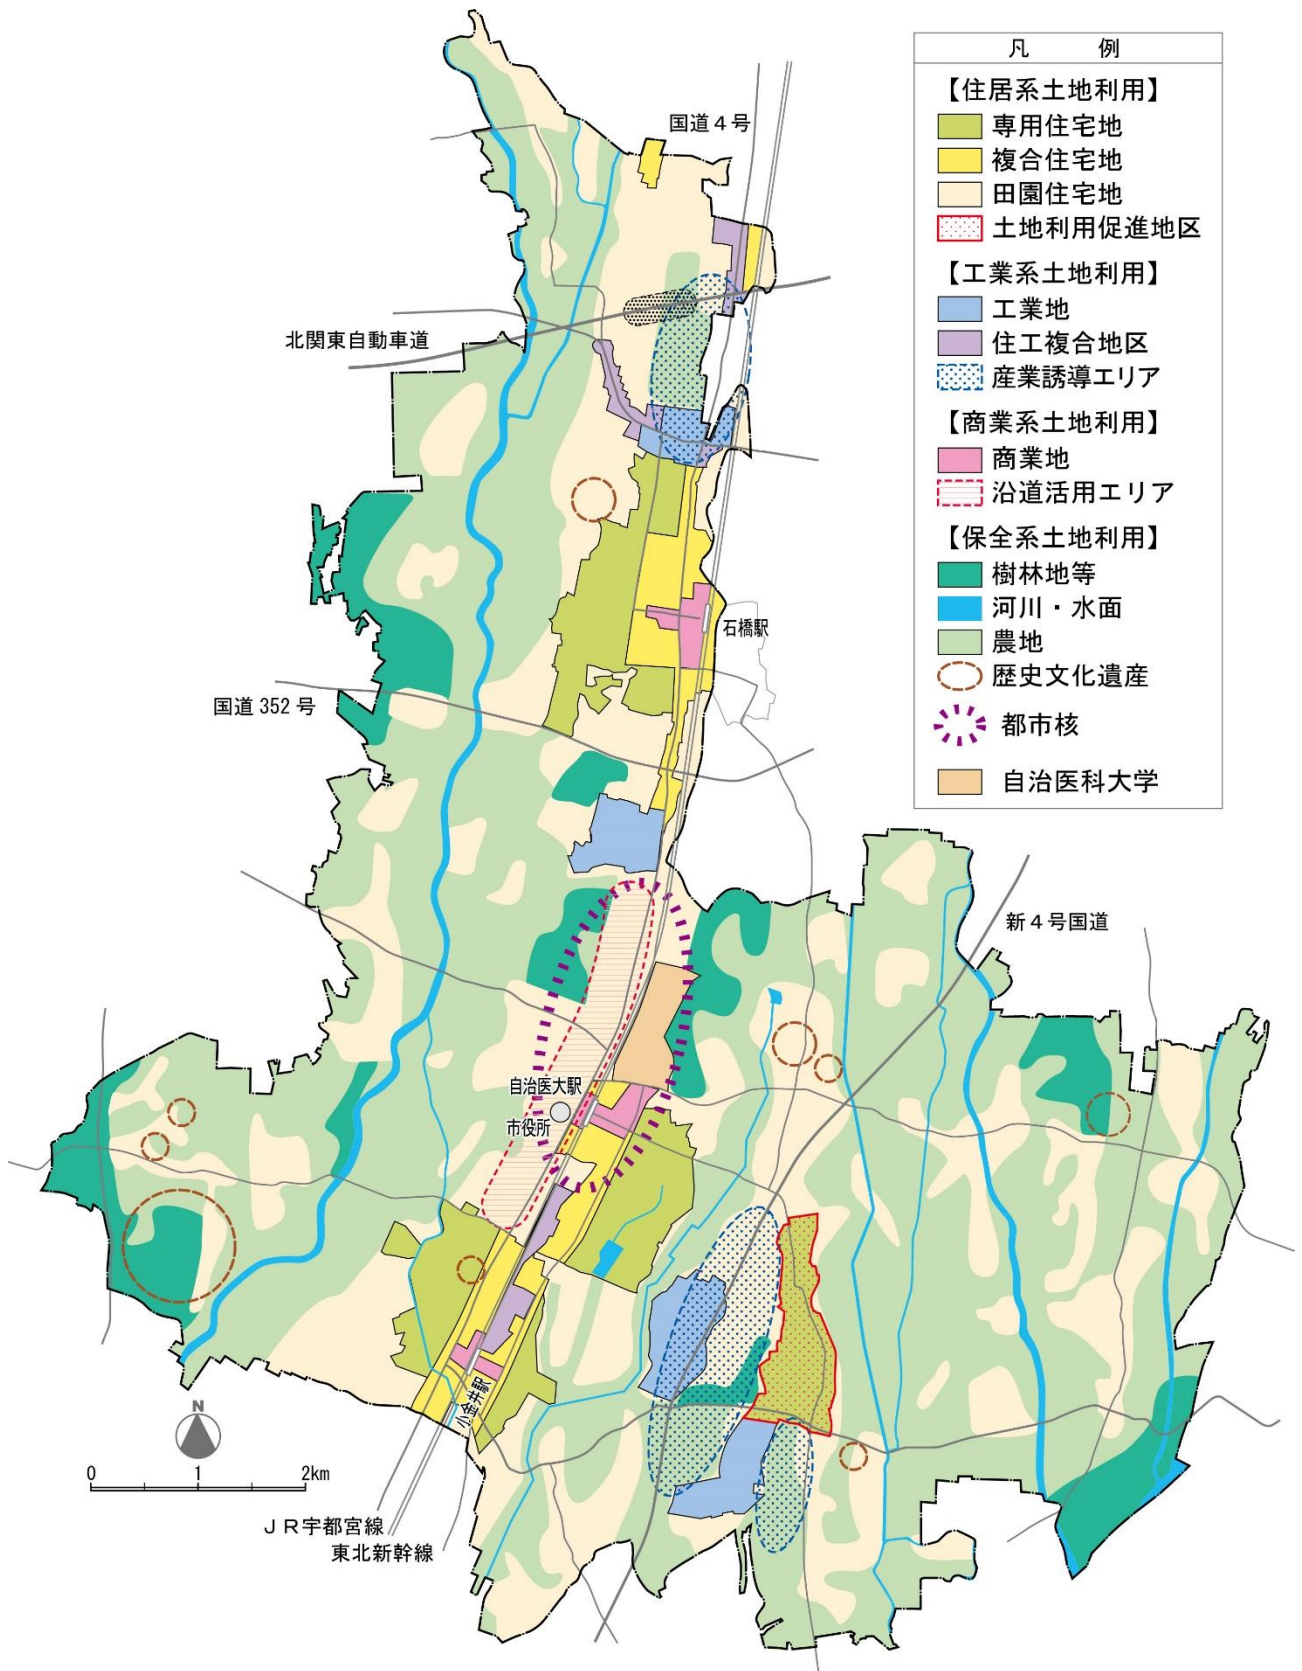 凡 例
【住居系土地利用】
専用住宅地
複合住宅地
田園住宅地
土地利用促進地区
【工業系土地利用】
工業地
住工複合地区
産業誘導エリア
【商業系土地利用】
商業地
沿道活用エリア
【保全系土地利用】
樹林地等
河川・水面
農地
歴史文化遺産
都市核
自治医科大学
国道4号
北関東自動車道
石橋駅
国道352号
新4号国道
自治医大駅
市役所
小金井駅
N
0 1 2km
JR宇都宮線
東北新幹線